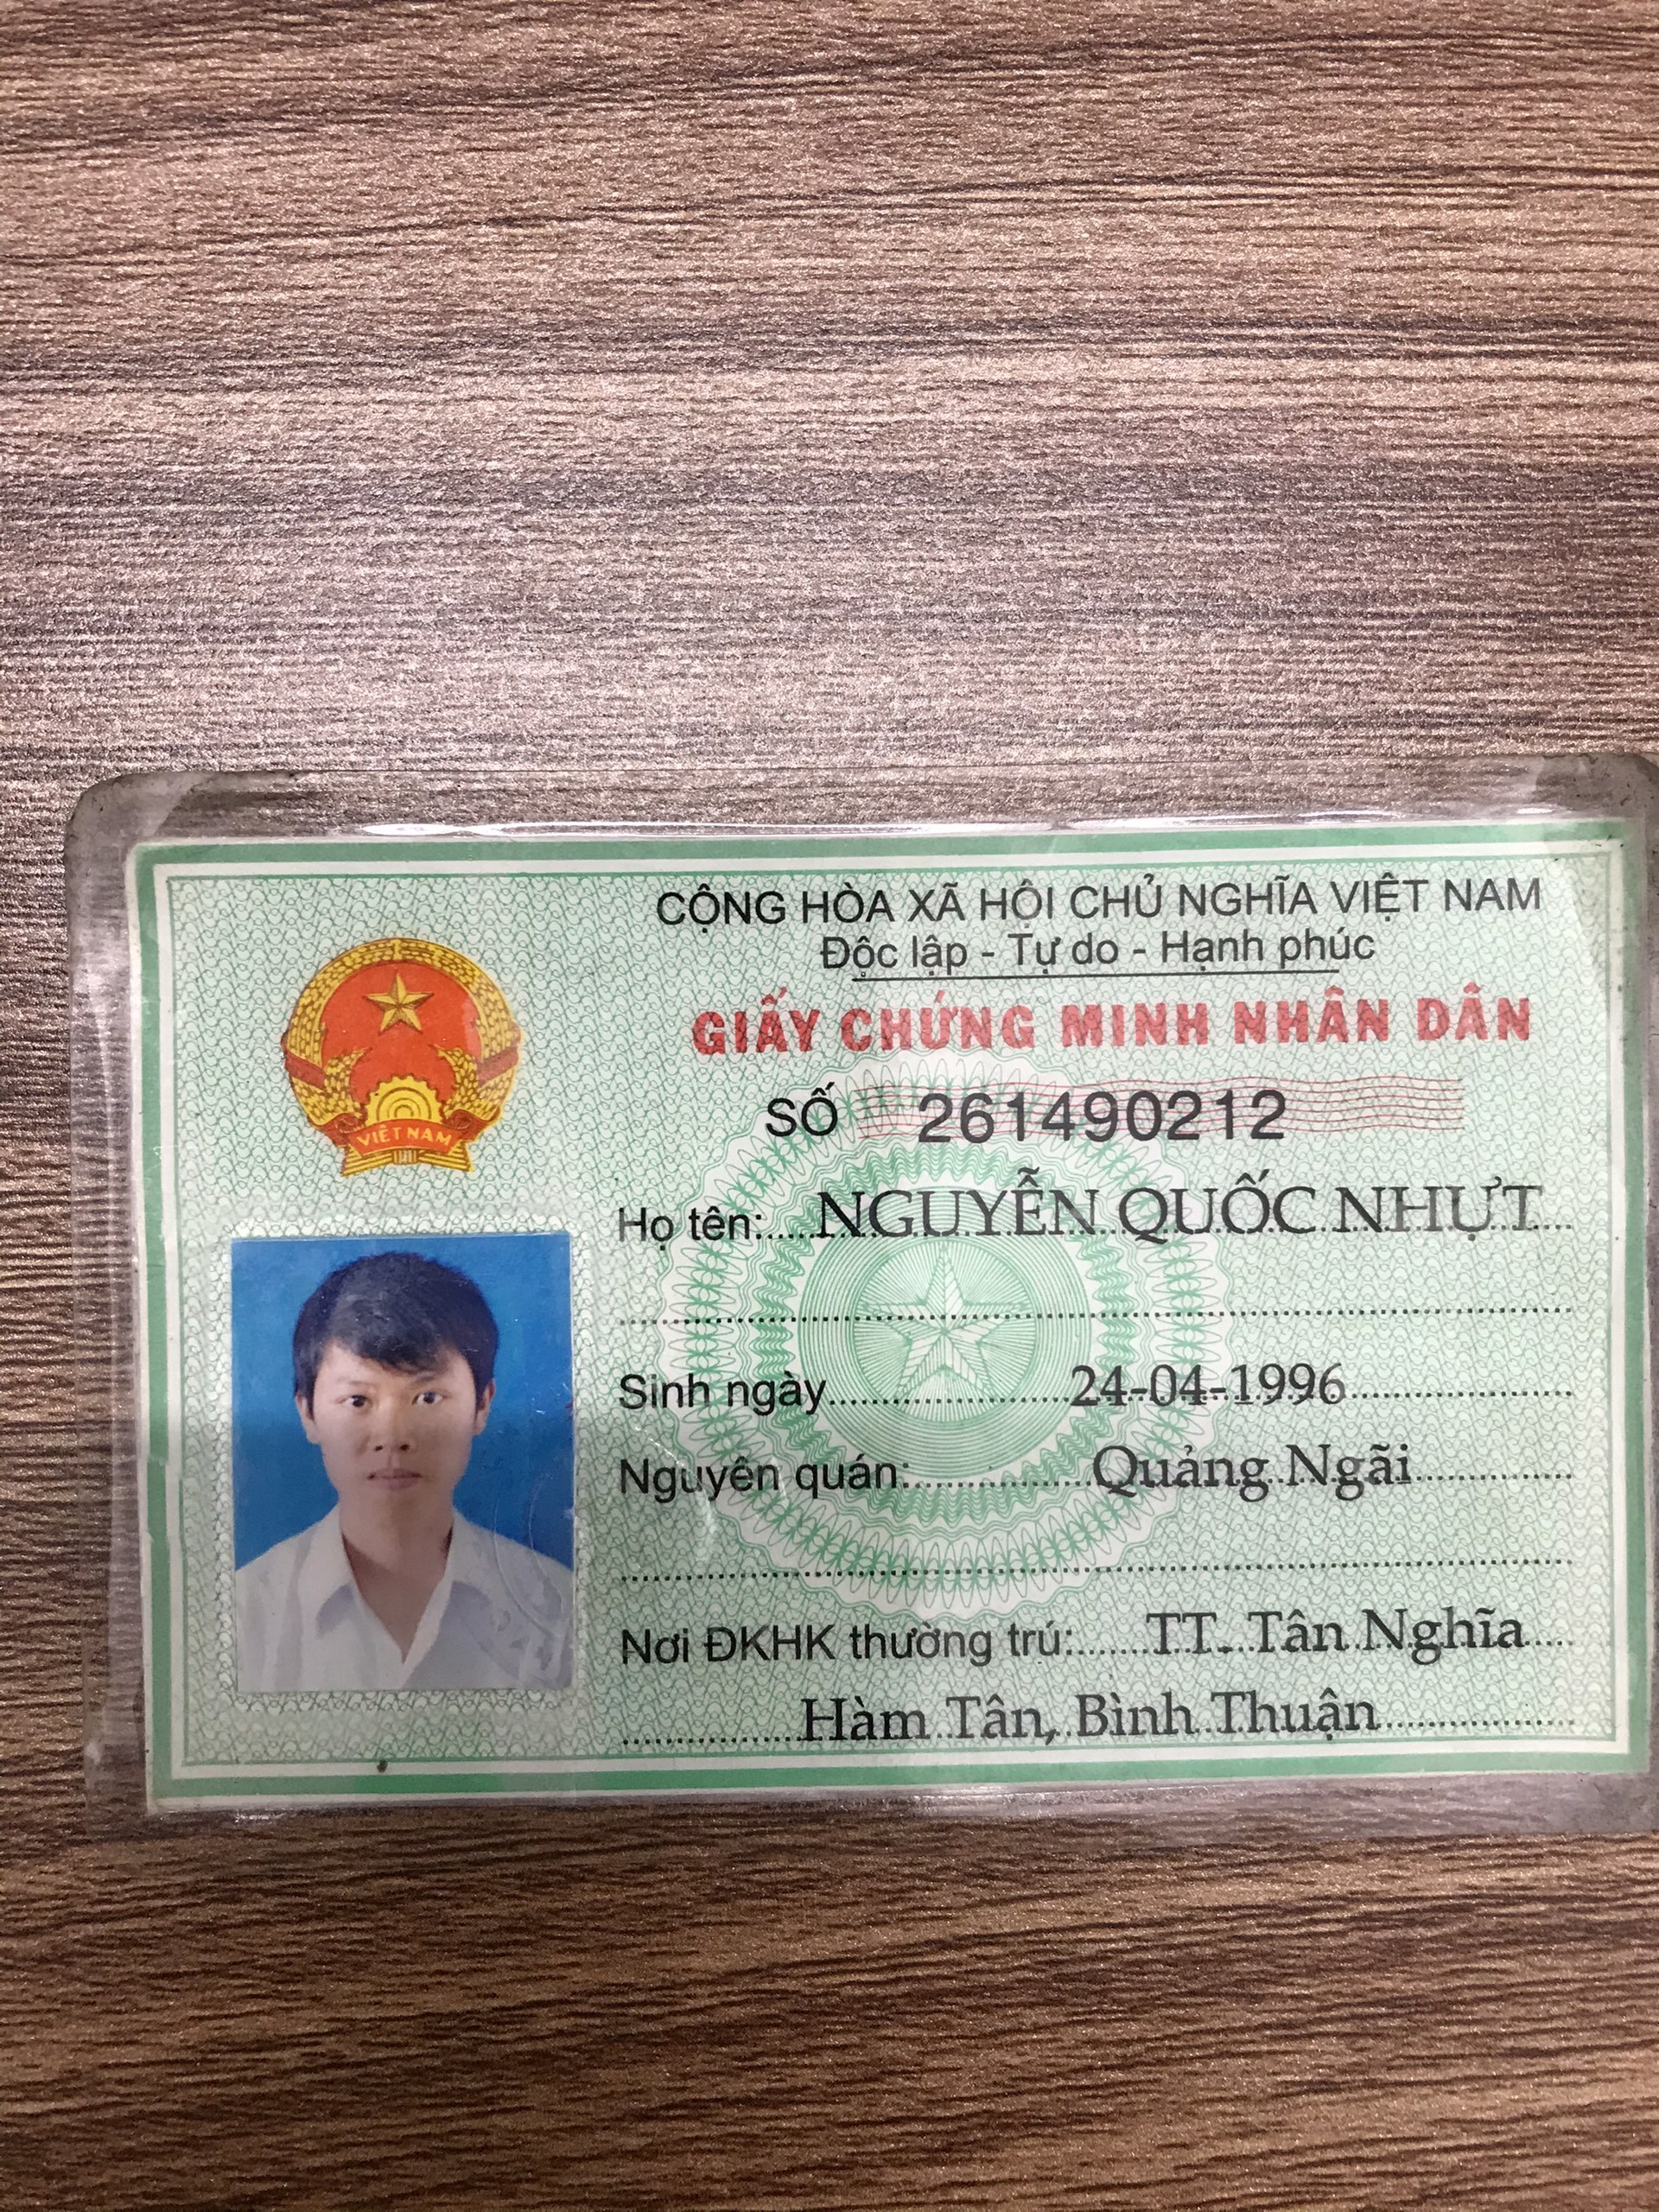 CỘNG HÒA XÃ HỘI CHỦ NGHĨA VIỆT NAM
Độc lập - Tự do - Hạnh phúc
GIẤY CHỨNG MINH NHÂN DÂN
SỐ 261490212
VIỆT NAM
Họ tên: NGUYỄN QUỐC NHỰT
Sinh ngày 24-04-1996
Nguyên quán: Quảng Ngãi
Nơi ĐKHK thường trú: TT. Tân Nghĩa
Hàm Tân, Bình Thuận